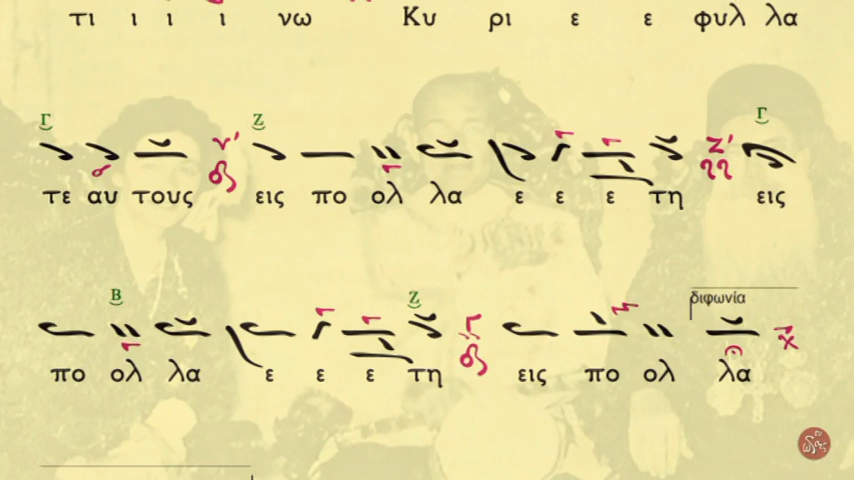 τι ι ι ι νω Κυ ρι ε ε φυλ λα
Γ Ζ Γ
τε αυ τους εις πο ολ λα ε ε ε τη εις
Β Ζ διφωνία
πο ολ λα ε ε ε τη εις πο ολ λα